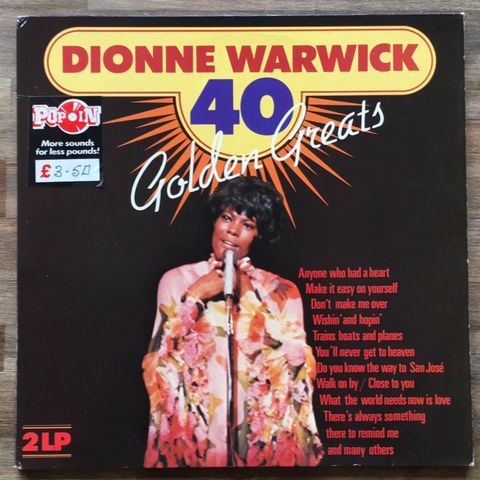 DIONNE WARWICK
40
Golden Greats
POP IN
More sounds
for less pounds!
£3-50
Anyone who had a heart
Make it easy on yourself
Don't make me over
Wishin' and hopin'
Trains boats and planes
You'll never get to heaven
Do you know the way to San José
Walk on by / Close to you
What the world needs now is love
There's always something
there to remind me
and many others
2LP